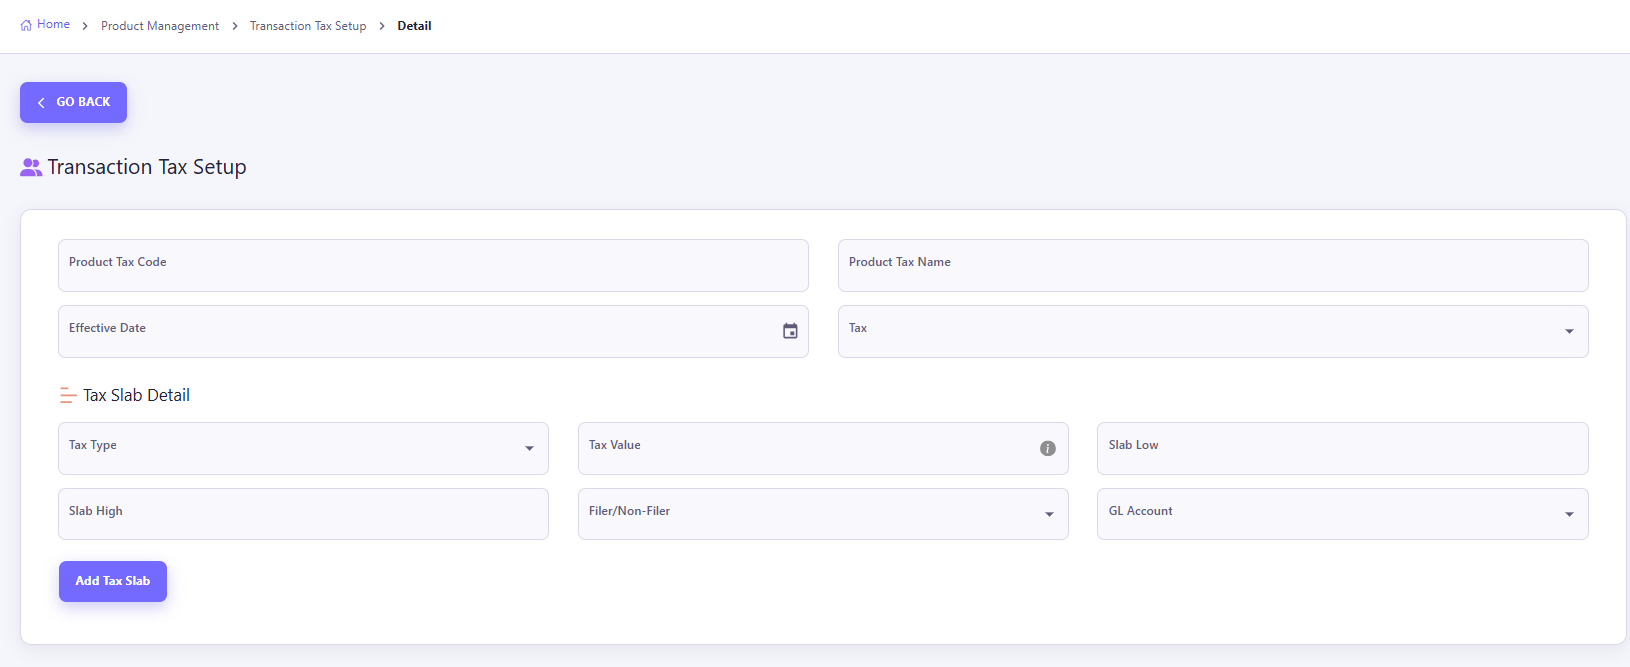 Home > Product Management > Transaction Tax Setup > Detail
GO BACK
Transaction Tax Setup
Product Tax Code
Product Tax Name
Effective Date
Tax
Tax Slab Detail
Tax Type
Tax Value
Slab Low
Slab High
Filer/Non-Filer
GL Account
Add Tax Slab